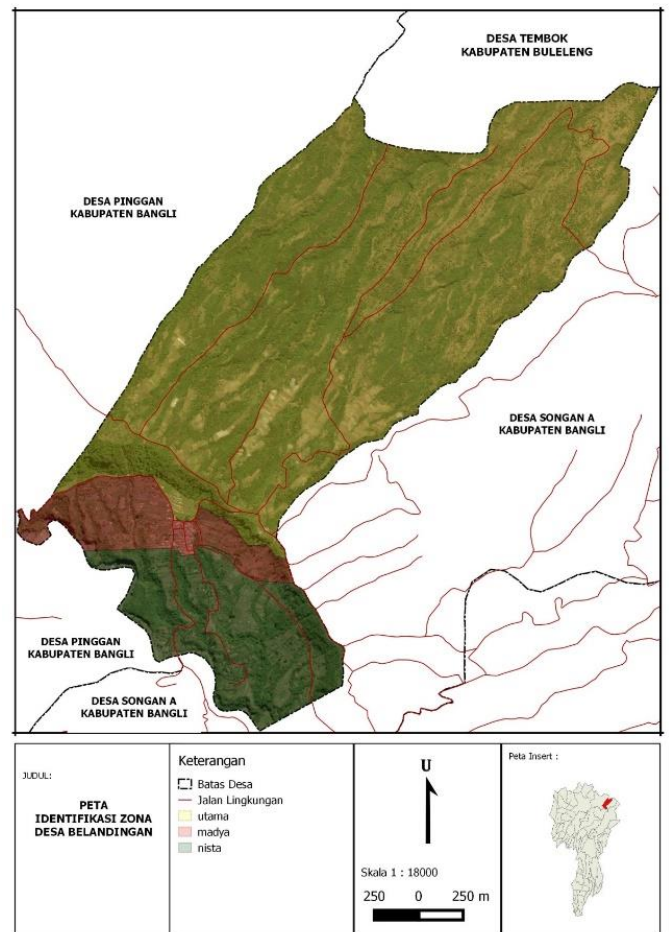 DESA TEMBOK
KABUPATEN BULELENG
DESA PINGGAN
KABUPATEN BANGLI
DESA SONGAN A
KABUPATEN BANGLI
DESA PINGGAN
KABUPATEN BANGLI
DESA SONGAN A
KABUPATEN BANGLI
JUDUL:
PETA
IDENTIFIKASI ZONA
DESA BELANDINGAN
Keterangan
Batas Desa
Jalan Lingkungan
utama
madya
nista
U
Skala 1 : 18000
250 0 250 m
Peta Insert :